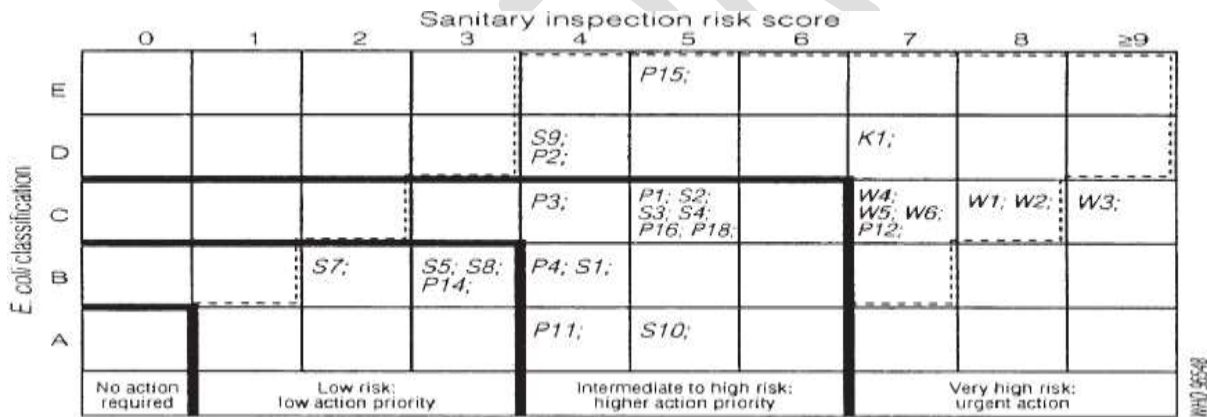 Sanitary inspection risk score
0 1 2 3 4 5 6 7 8 ≥9
E P15;
D S9; K1;
P2;
C P3; P1; S2; W4; W1; W2; W3;
S3; S4; W5; W6;
P16; P18; P12;
B S7; S5; S8; P4; S1;
P14;
A P11; S10;
E. coli classification
No action Low risk: Intermediate to high risk: Very high risk:
required low action priority higher action priority urgent action